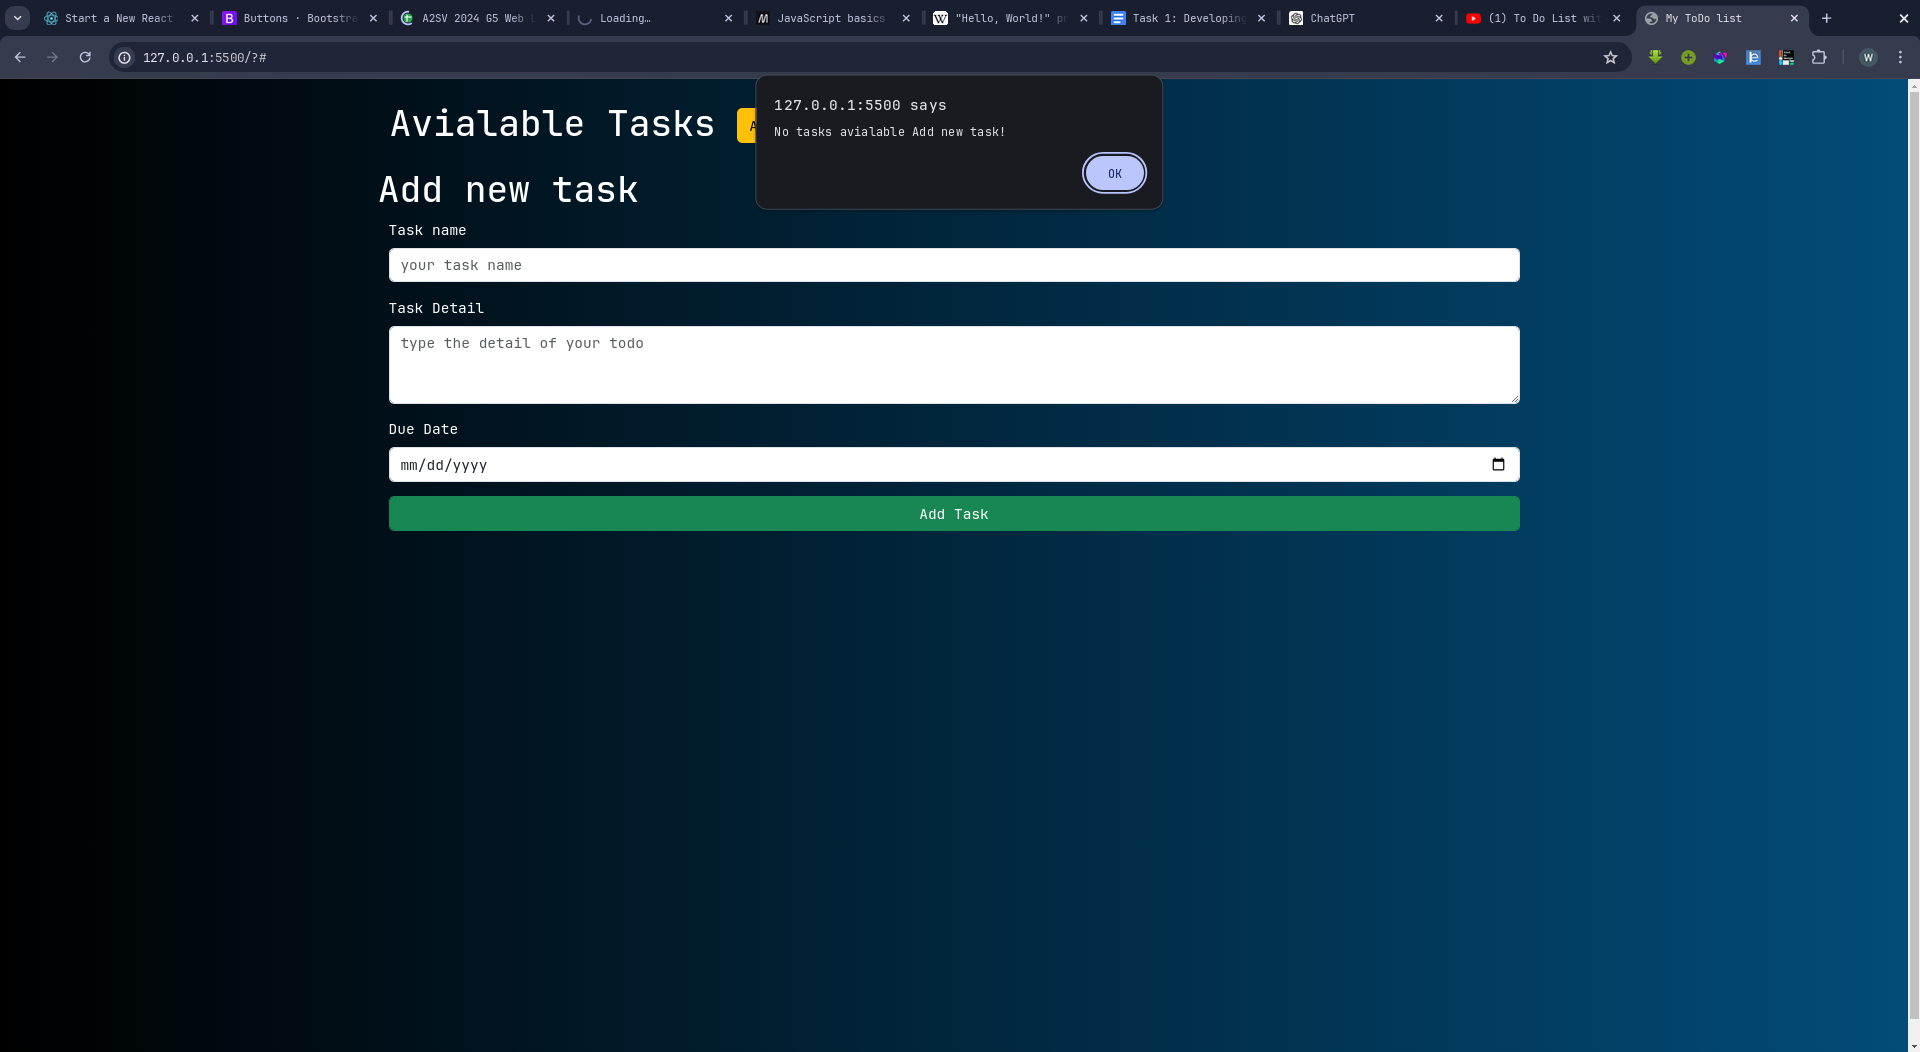 Start a New React
Buttons · Bootstra
A2SV 2024 G5 Web L
Loading…
JavaScript basics
"Hello, World!" pr
Task 1: Developing
ChatGPT
(1) To Do List wit
My ToDo list
127.0.0.1:5500/?#
W
127.0.0.1:5500 says
No tasks avialable Add new task!
OK
Avialable Tasks
Add new task
Task name
your task name
Task Detail
type the detail of your todo
Due Date
mm/dd/yyyy
Add Task